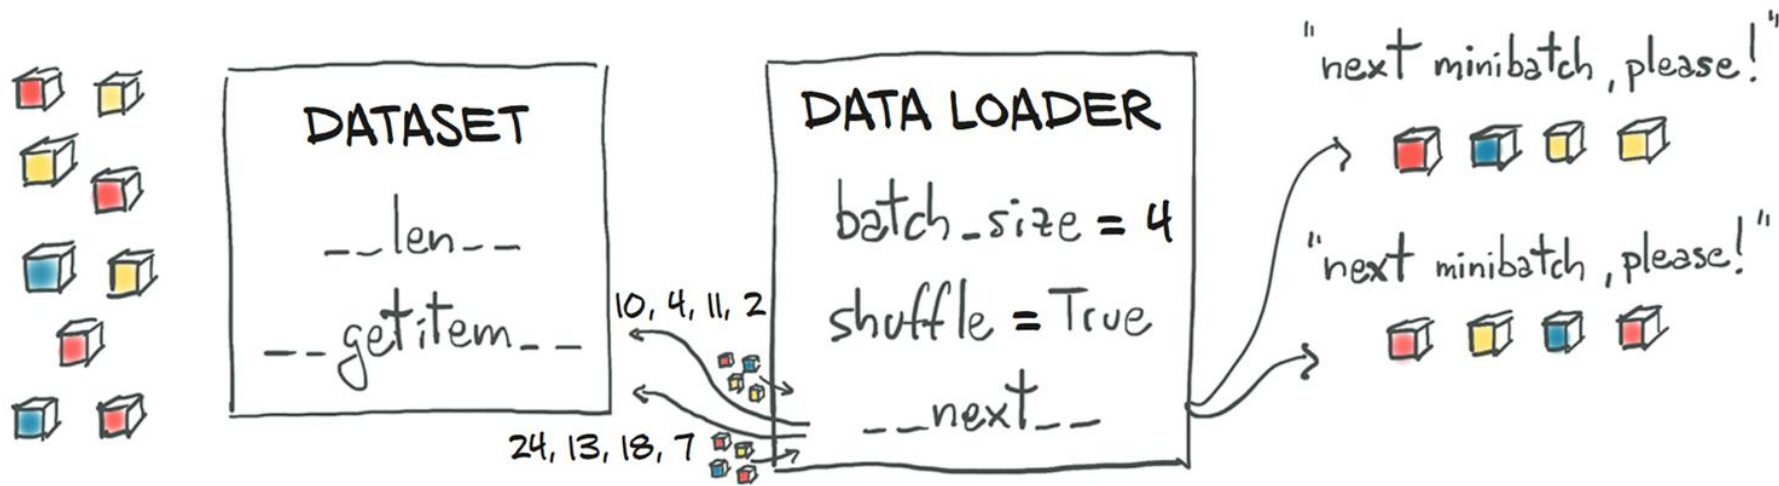 DATASET
__len__
__getitem__
10, 4, 11, 2
24, 13, 18, 7
DATA LOADER
batch_size = 4
shuffle = True
__next__
"next minibatch, please!"
"next minibatch, please!"